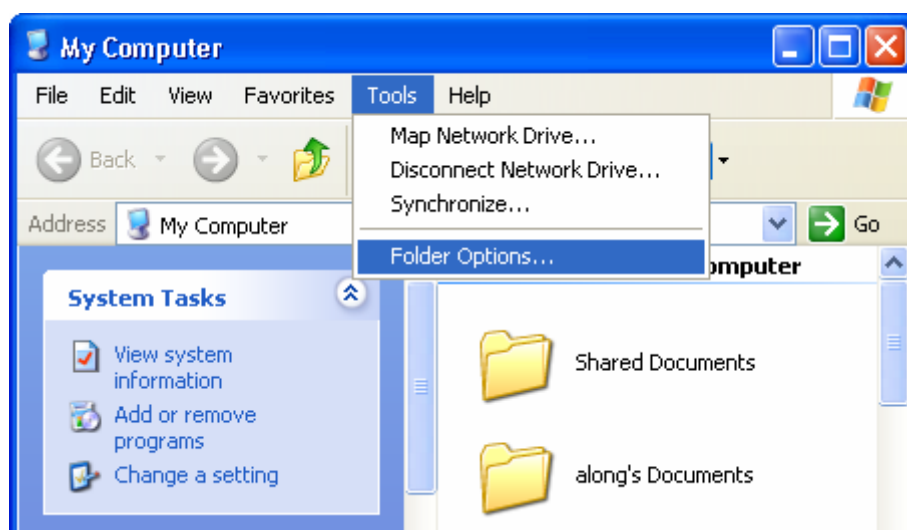 My Computer
File Edit View Favorites Tools Help
Map Network Drive...
Back
Disconnect Network Drive...
Synchronize...
Address My Computer Go
Folder Options...
omputer
System Tasks
View system
information
Shared Documents
Add or remove
programs
Change a setting
along's Documents